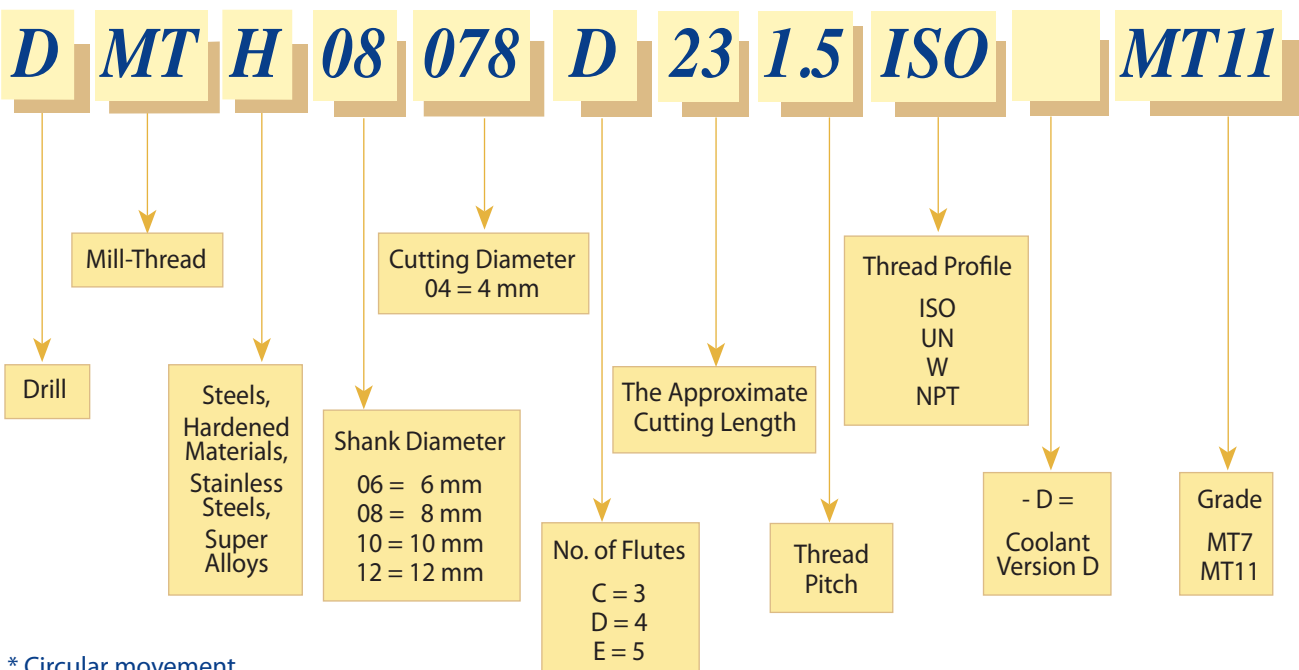 D MT H 08 078 D 23 1.5 ISO MT11
Mill-Thread
Cutting Diameter
04 = 4 mm
Thread Profile
ISO
UN
W
NPT
Drill
Steels,
Hardened
Materials,
Stainless
Steels,
Super
Alloys
Shank Diameter
06 = 6 mm
08 = 8 mm
10 = 10 mm
12 = 12 mm
The Approximate
Cutting Length
No. of Flutes
C = 3
D = 4
E = 5
Thread
Pitch
- D =
Coolant
Version D
Grade
MT7
MT11
* Circular movement